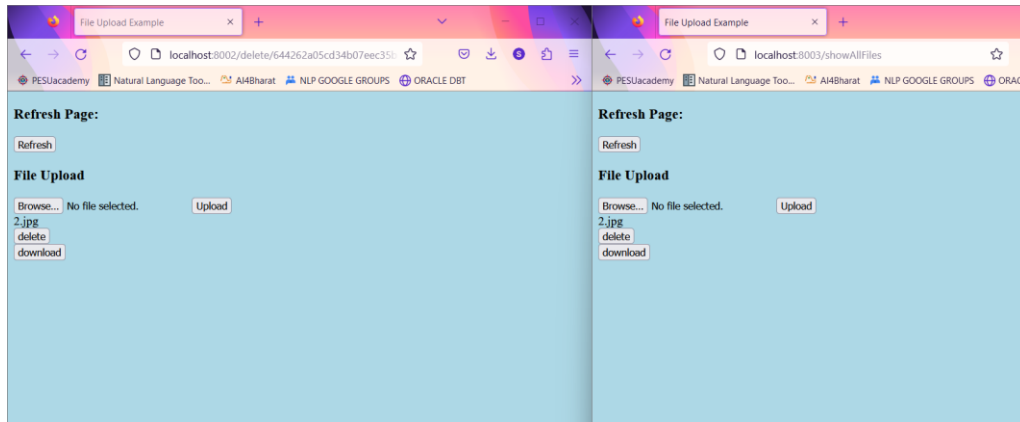 File Upload Example
localhost:8002/delete/644262a05cd34b07eec35
PESUacademy Natural Language Too... AI4Bharat NLP GOOGLE GROUPS ORACLE DBT
Refresh Page:
Refresh
File Upload
Browse... No file selected. Upload
2.jpg
delete
download
File Upload Example
localhost:8003/showAllFiles
PESUacademy Natural Language Too... AI4Bharat NLP GOOGLE GROUPS ORAC
Refresh Page:
Refresh
File Upload
Browse... No file selected. Upload
2.jpg
delete
download